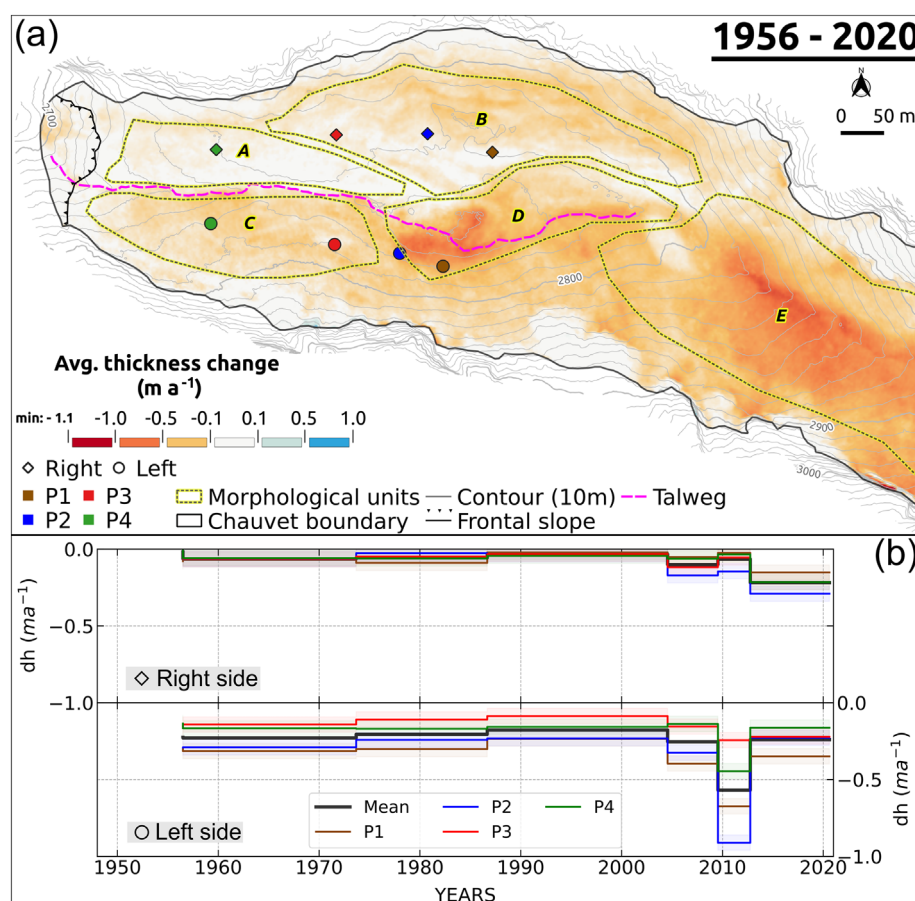 (a)
1956 - 2020
N
0 50 m
2700
A
B
C
D
2800
E
2900
3000
Avg. thickness change
(m a⁻¹)
min: - 1.1 -1.0 -0.5 -0.1 0.1 0.5 1.0
Right Left
P1 P3 Morphological units Contour (10m) Talweg
P2 P4 Chauvet boundary Frontal slope
(b)
0.0
−0.5
−1.0
dh (ma⁻¹)
Right side
0.0
−0.5
−1.0
dh (ma⁻¹)
Mean P2 P4
P1 P3
Left side
1950 1960 1970 1980 1990 2000 2010 2020
YEARS